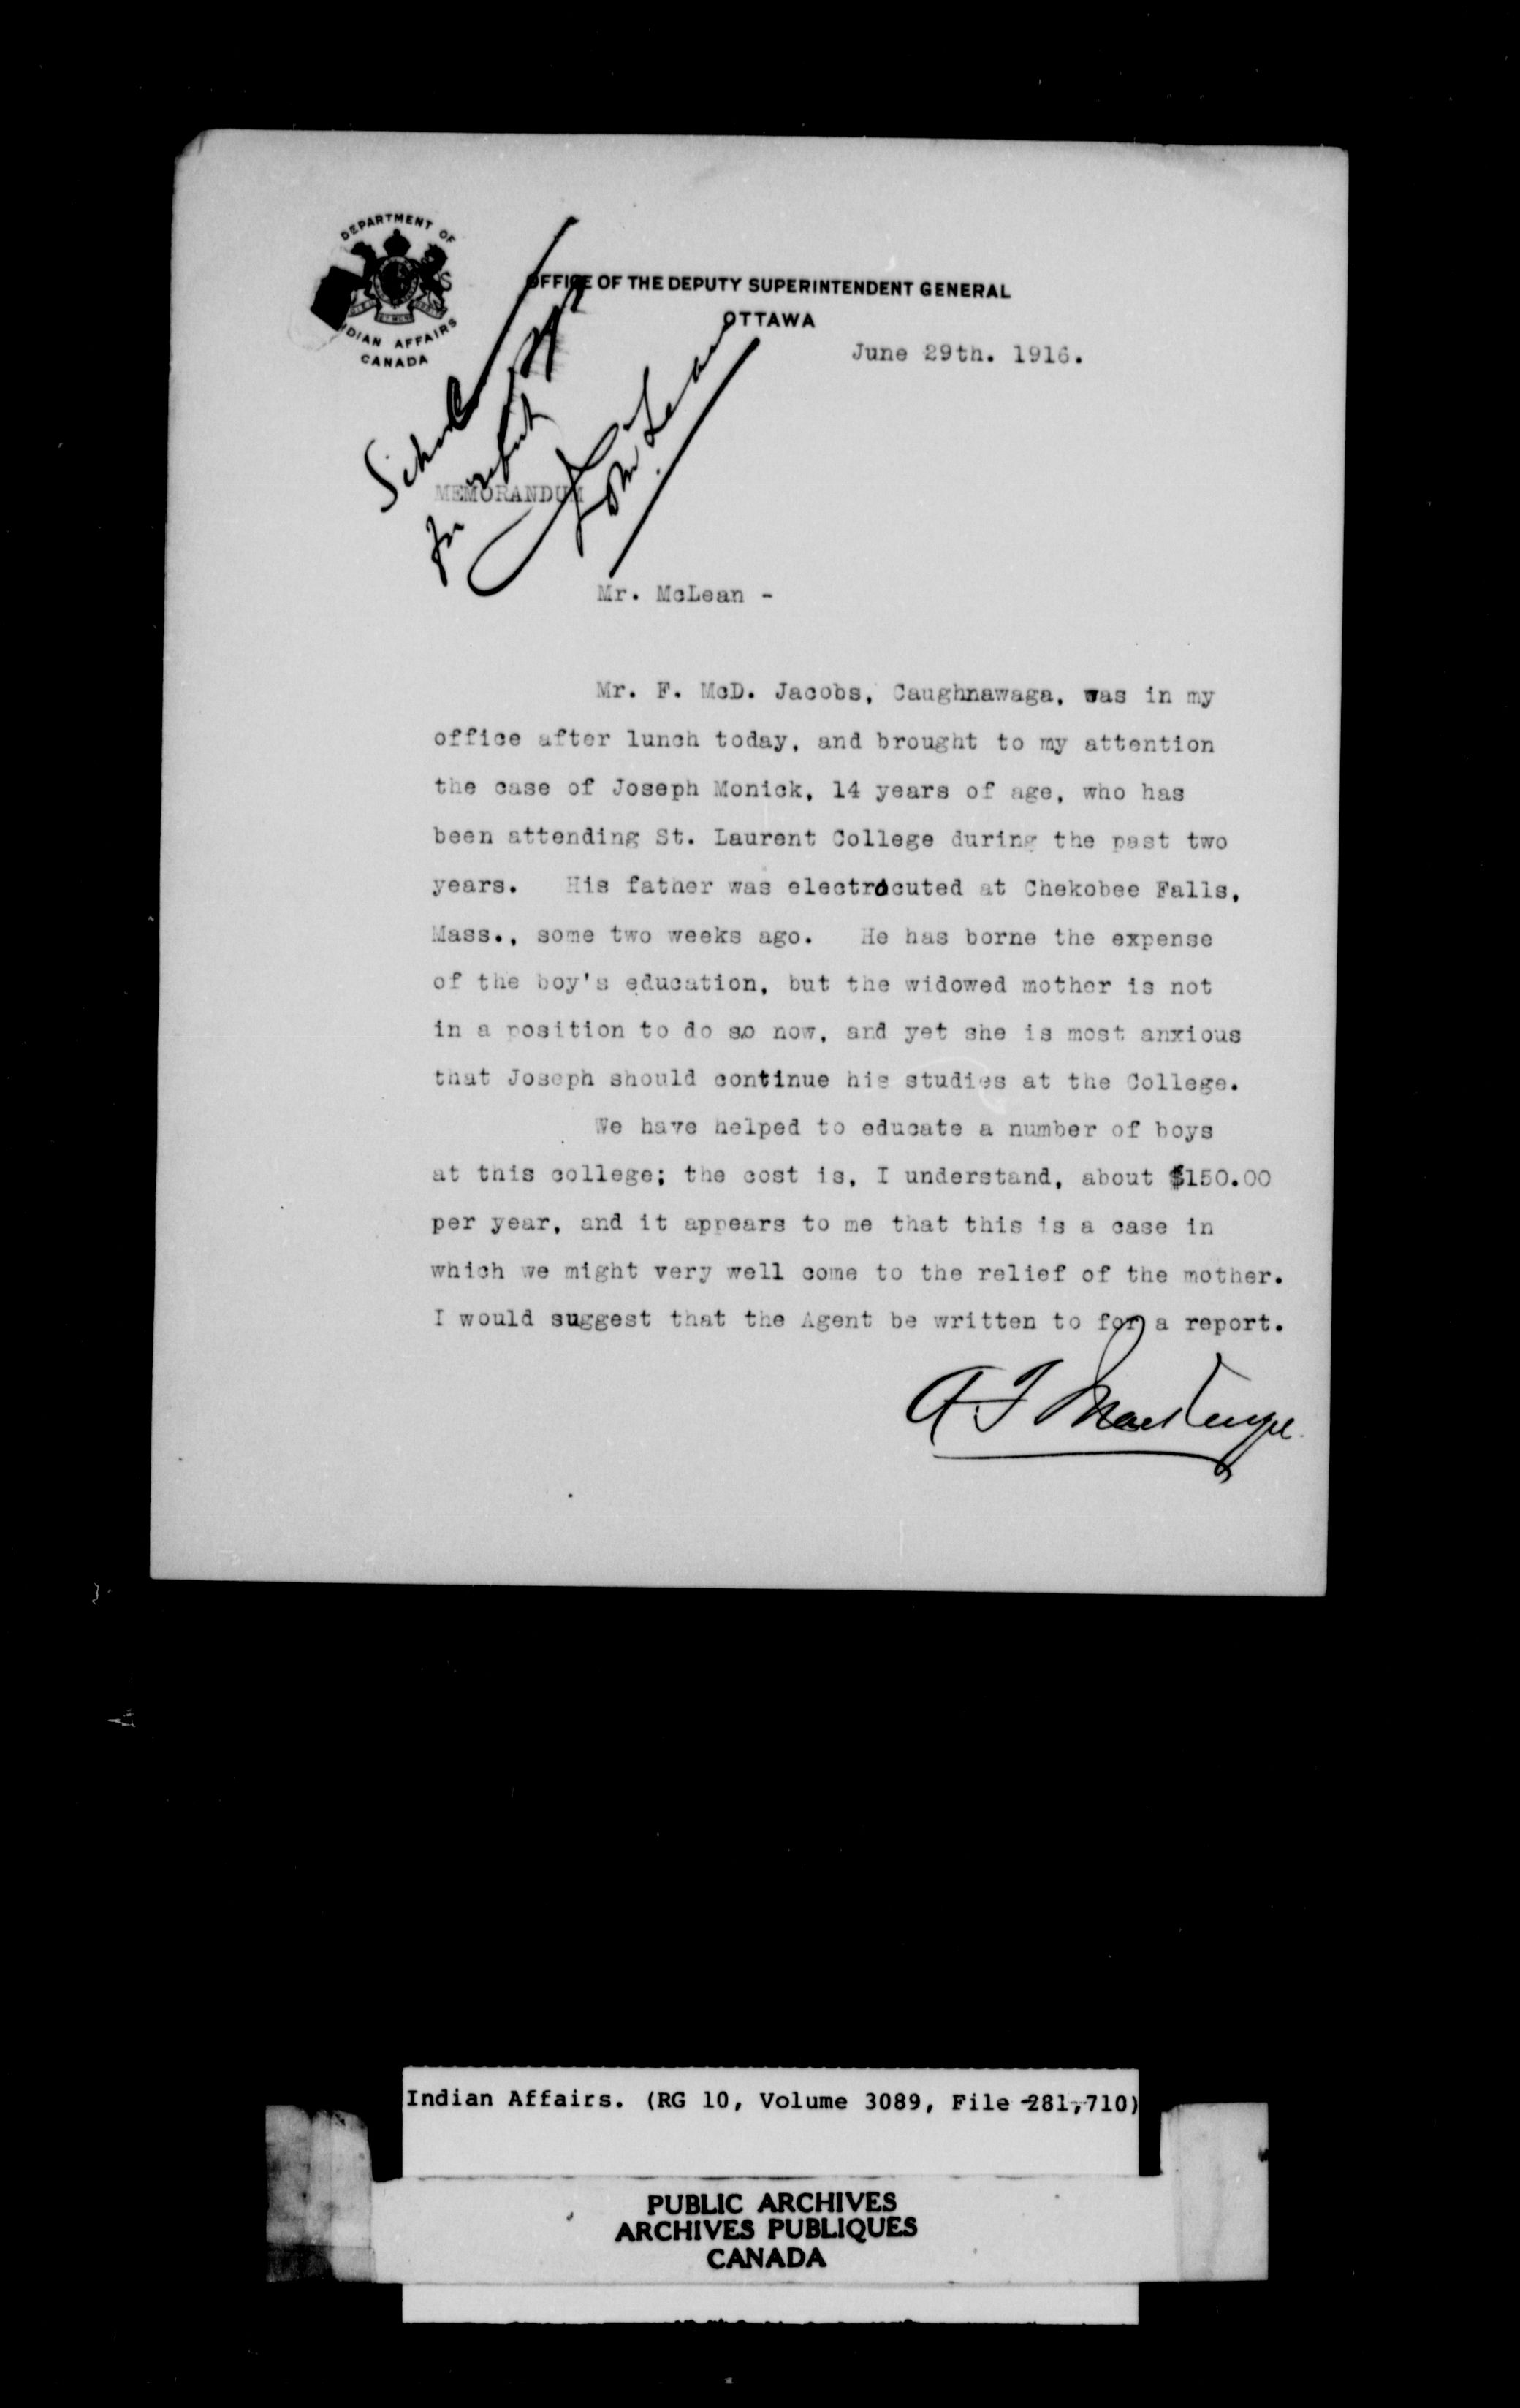 DEPARTMENT OF
INDIAN AFFAIRS
CANADA
OFFICE OF THE DEPUTY SUPERINTENDENT GENERAL
OTTAWA
June 29th. 1916.
School
for
McLean
MEMORANDUM
Mr. McLean -
Mr. F. McD. Jacobs, Caughnawaga, was in my
office after lunch today, and brought to my attention
the case of Joseph Monick, 14 years of age, who has
been attending St. Laurent College during the past two
years. His father was electrocuted at Chekobee Falls,
Mass., some two weeks ago. He has borne the expense
of the boy's education, but the widowed mother is not
in a position to do so now, and yet she is most anxious
that Joseph should continue his studies at the College.
We have helped to educate a number of boys
at this college; the cost is, I understand, about $150.00
per year, and it appears to me that this is a case in
which we might very well come to the relief of the mother.
I would suggest that the Agent be written to for a report.
Indian Affairs. (RG 10, Volume 3089, File 281,710)
PUBLIC ARCHIVES
ARCHIVES PUBLIQUES
CANADA